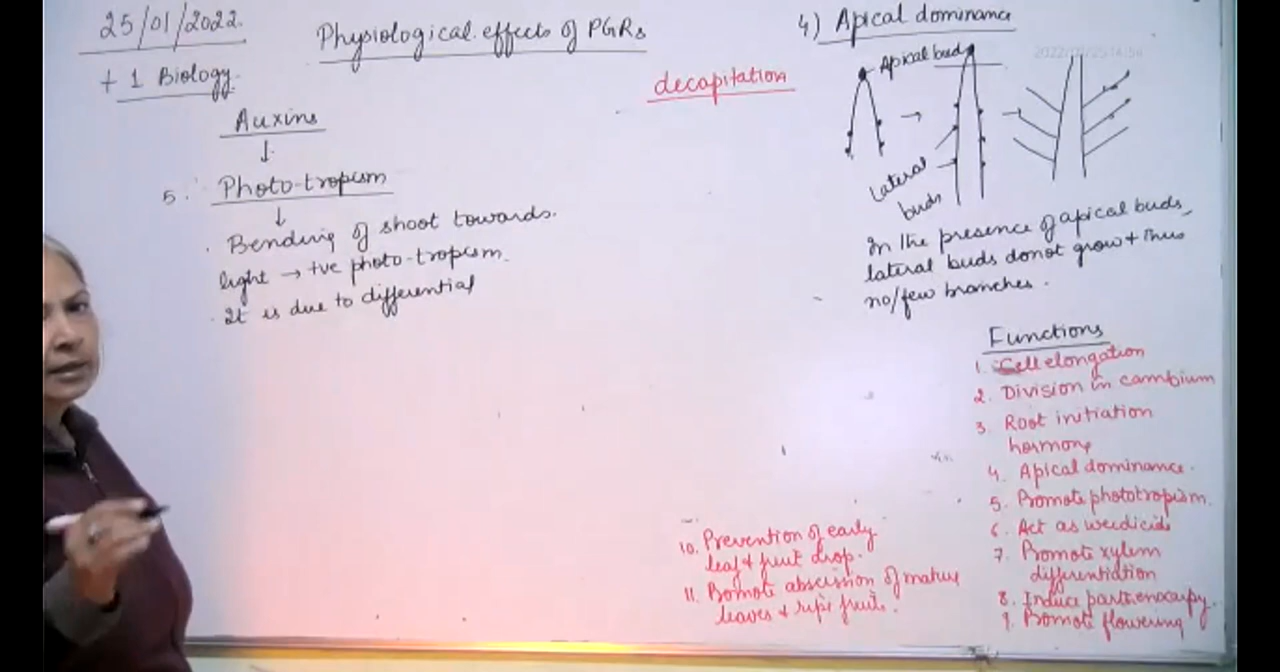 25/01/2022.
+1 Biology.
Physiological effects of PGRs
decapitation
Auxins
5. Photo-tropism
. Bending of shoot towards.
light → +ve photo-tropism.
. It is due to differential
4) Apical dominance
Apical bud
Lateral
buds
In the presence of apical buds
lateral buds donot grow + thus
no/few branches.
Functions
1. Cell elongation
2. Division in cambium
3. Root initiation
hormone
4. Apical dominance.
5. Promote phototropism.
6. Act as weedicide
7. Promote xylem
differentiation
8. Induce parthenocarpy.
9. Promote flowering
10. Prevention of early
leaf + fruit drop.
11. Promote abscission of mature
leaves + ripe fruits.